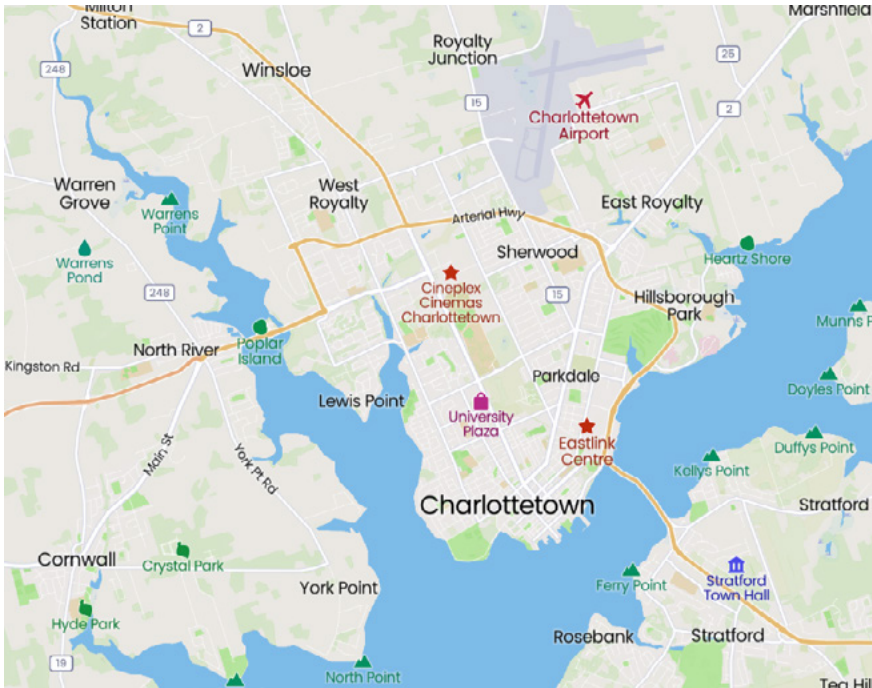 Milton
Station
2
Marshfield
Royalty
Junction
248
Winsloe
25
15
2
Charlottetown
Airport
Warren
Grove
West
Royalty
Warrens
Point
East Royalty
Arterial Hwy
Sherwood
Heartz Shore
Warrens
Pond
Cineplex
Cinemas
Charlottetown
248
15
Hillsborough
Park
Munns P
North River
Poplar
Island
Kingston Rd
Parkdale
Doyles Point
Lewis Point
University
Plaza
Eastlink
Centre
Duffys Point
Main St
York Pt Rd
Kellys Point
Charlottetown
Stratford
Cornwall
Crystal Park
York Point
Ferry Point
Stratford
Town Hall
Hyde Park
Rosebank
Stratford
19
North Point
Tea Hil